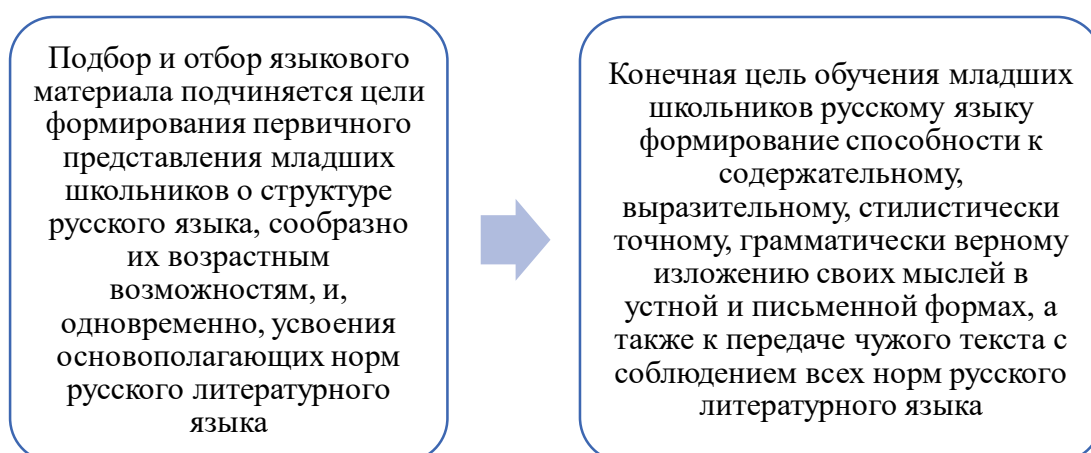 Подбор и отбор языкового
материала подчиняется цели
формирования первичного
представления младших
школьников о структуре
русского языка, сообразно
их возрастным
возможностям, и,
одновременно, усвоения
основополагающих норм
русского литературного
языка
Конечная цель обучения младших
школьников русскому языку
формирование способности к
содержательному,
выразительному, стилистически
точному, грамматически верному
изложению своих мыслей в
устной и письменной формах, а
также к передаче чужого текста с
соблюдением всех норм русского
литературного языка